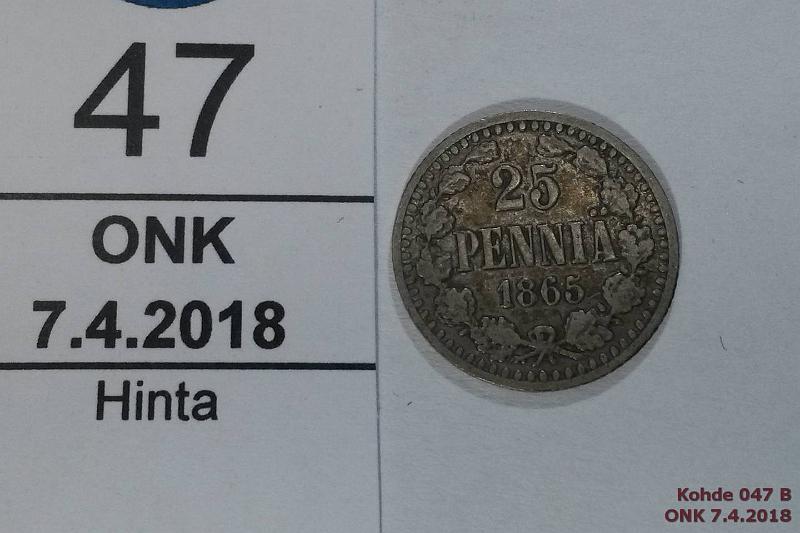 47
ONK
7.4.2018
Hinta
25
PENNIÄ
1865
Kohde 047 B
ONK 7.4.2018